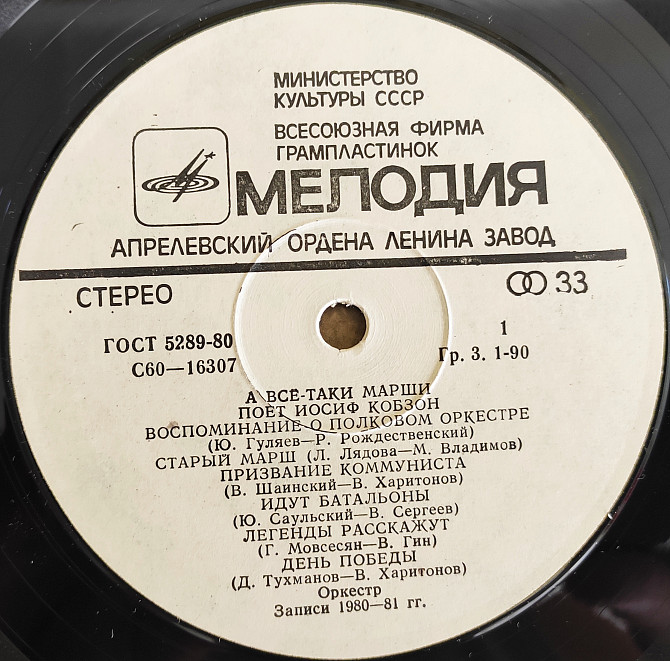 МИНИСТЕРСТВО
КУЛЬТУРЫ СССР
ВСЕСОЮЗНАЯ ФИРМА
ГРАМПЛАСТИНОК
МЕЛОДИЯ
АПРЕЛЕВСКИЙ ОРДЕНА ЛЕНИНА ЗАВОД
СТЕРЕО
33
ГОСТ 5289-80
С60—16307
1
Гр. 3. 1-90
А ВСЕ-ТАКИ МАРШИ
ПОЕТ ИОСИФ КОБЗОН
ВОСПОМИНАНИЕ О ПОЛКОВОМ ОРКЕСТРЕ
(Ю. Гуляев—Р. Рождественский)
СТАРЫЙ МАРШ (Л. Лядова—М. Владимов)
ПРИЗВАНИЕ КОММУНИСТА
(В. Шаинский—В. Харитонов)
ИДУТ БАТАЛЬОНЫ
(Ю. Саульский—В. Сергеев)
ЛЕГЕНДЫ РАССКАЖУТ
(Г. Мовсесян—В. Гин)
ДЕНЬ ПОБЕДЫ
(Д. Тухманов—В. Харитонов)
Оркестр
Записи 1980—81 гг.